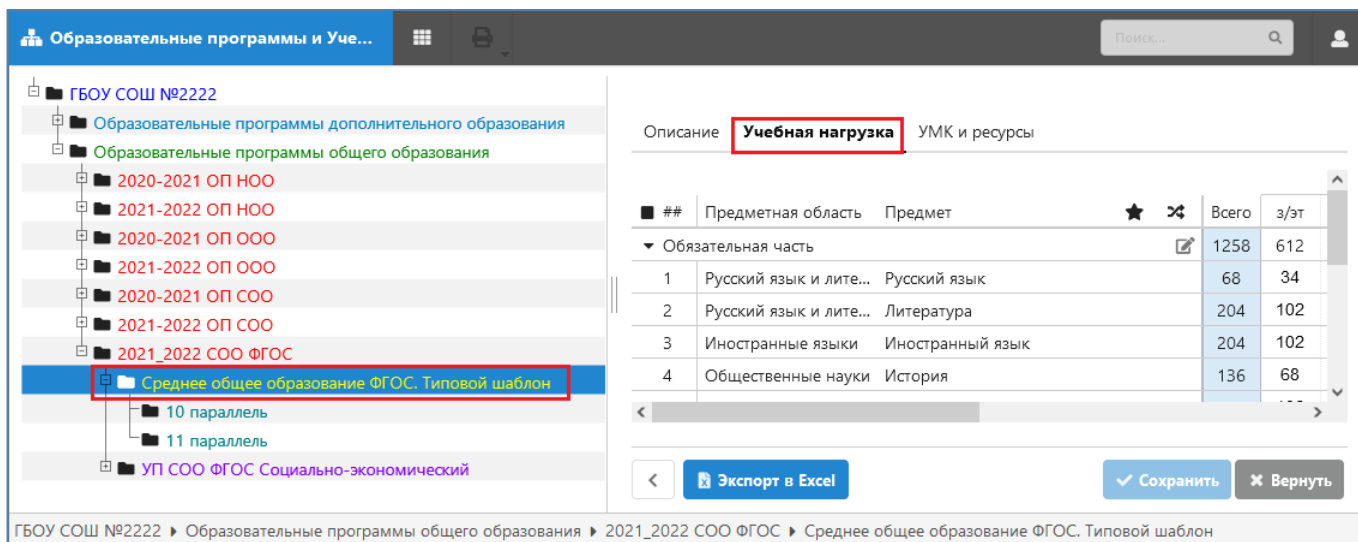 Образовательные программы и Уче...
Поиск...
ГБОУ СОШ №2222
Образовательные программы дополнительного образования
Образовательные программы общего образования
2020-2021 ОП НОО
2021-2022 ОП НОО
2020-2021 ОП ООО
2021-2022 ОП ООО
2020-2021 ОП СОО
2021-2022 ОП СОО
2021_2022 СОО ФГОС
Среднее общее образование ФГОС. Типовой шаблон
10 параллель
11 параллель
УП СОО ФГОС Социально-экономический
Описание Учебная нагрузка УМК и ресурсы
## Предметная область Предмет Всего з/эт
Обязательная часть 1258 612
1 Русский язык и лите... Русский язык 68 34
2 Русский язык и лите... Литература 204 102
3 Иностранные языки Иностранный язык 204 102
4 Общественные науки История 136 68
Экспорт в Excel Сохранить Вернуть
ГБОУ СОШ №2222 Образовательные программы общего образования 2021_2022 СОО ФГОС Среднее общее образование ФГОС. Типовой шаблон